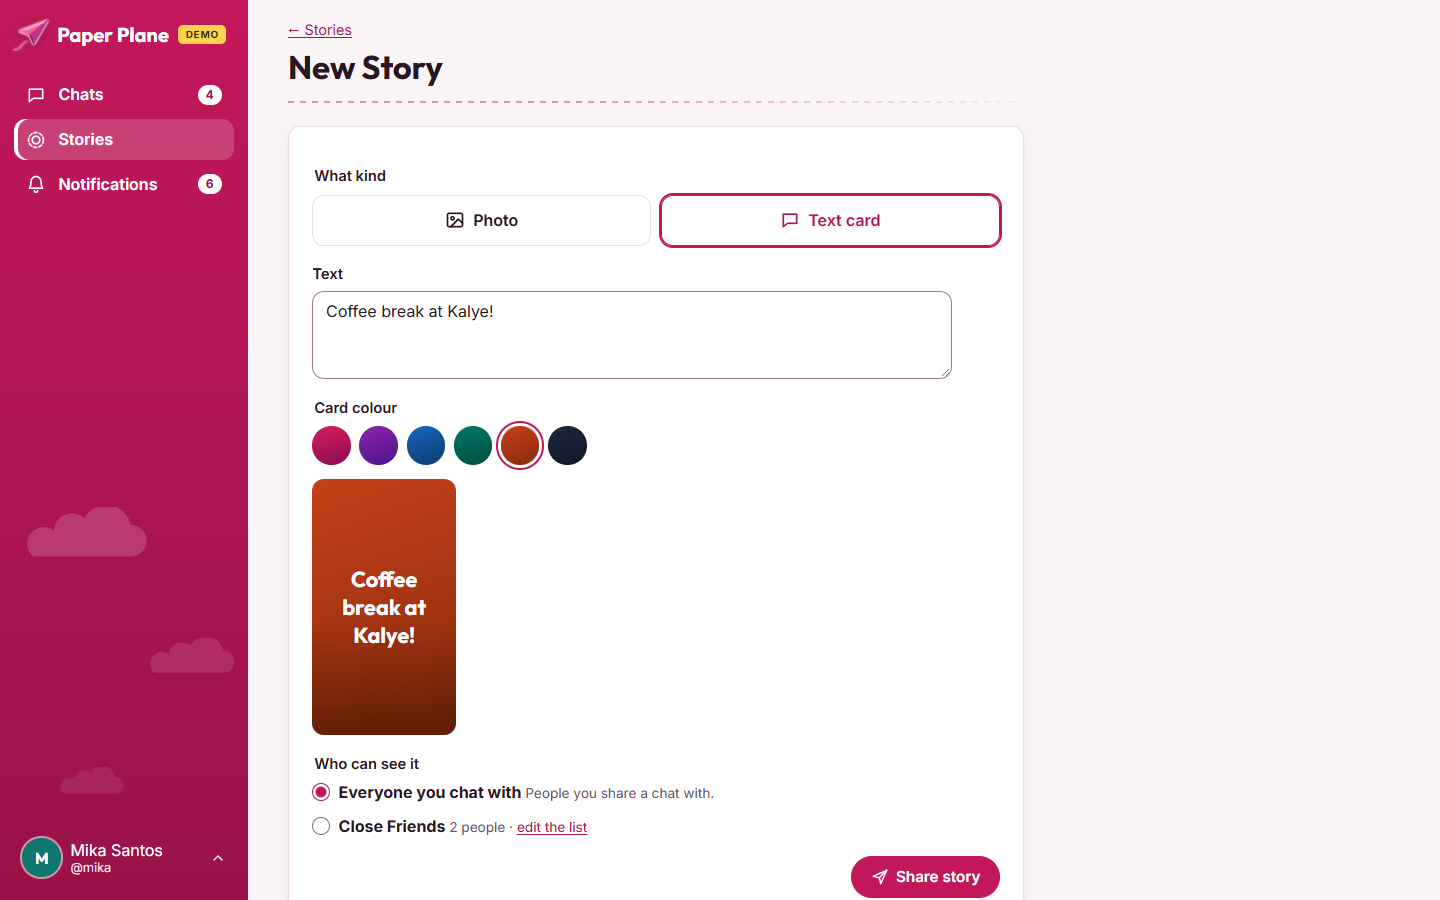 Paper Plane DEMO
Chats 4
Stories
Notifications 6
M Mika Santos
@mika
← Stories
New Story
What kind
Photo
Text card
Text
Coffee break at Kalye!
Card colour
Coffee
break at
Kalye!
Who can see it
Everyone you chat with People you share a chat with.
Close Friends 2 people · edit the list
Share story